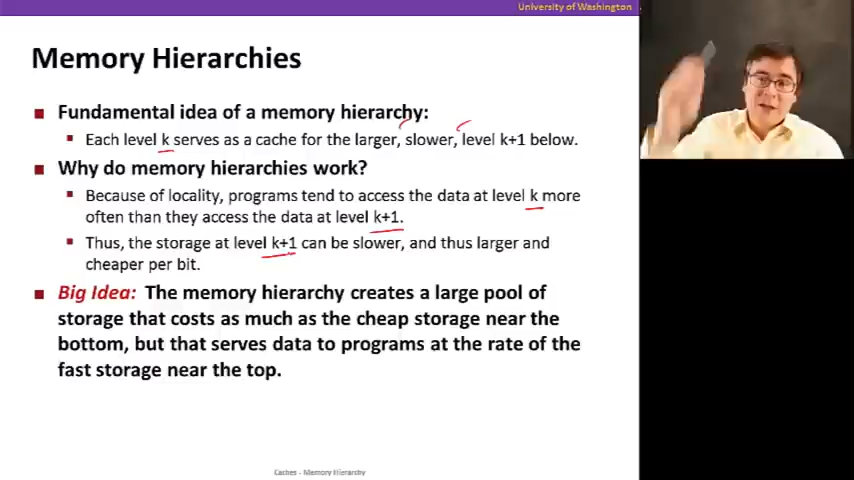 University of Washington
Memory Hierarchies
Fundamental idea of a memory hierarchy:
Each level k serves as a cache for the larger, slower, level k+1 below.
Why do memory hierarchies work?
Because of locality, programs tend to access the data at level k more
often than they access the data at level k+1.
Thus, the storage at level k+1 can be slower, and thus larger and
cheaper per bit.
Big Idea: The memory hierarchy creates a large pool of
storage that costs as much as the cheap storage near the
bottom, but that serves data to programs at the rate of the
fast storage near the top.
Caches - Memory Hierarchy